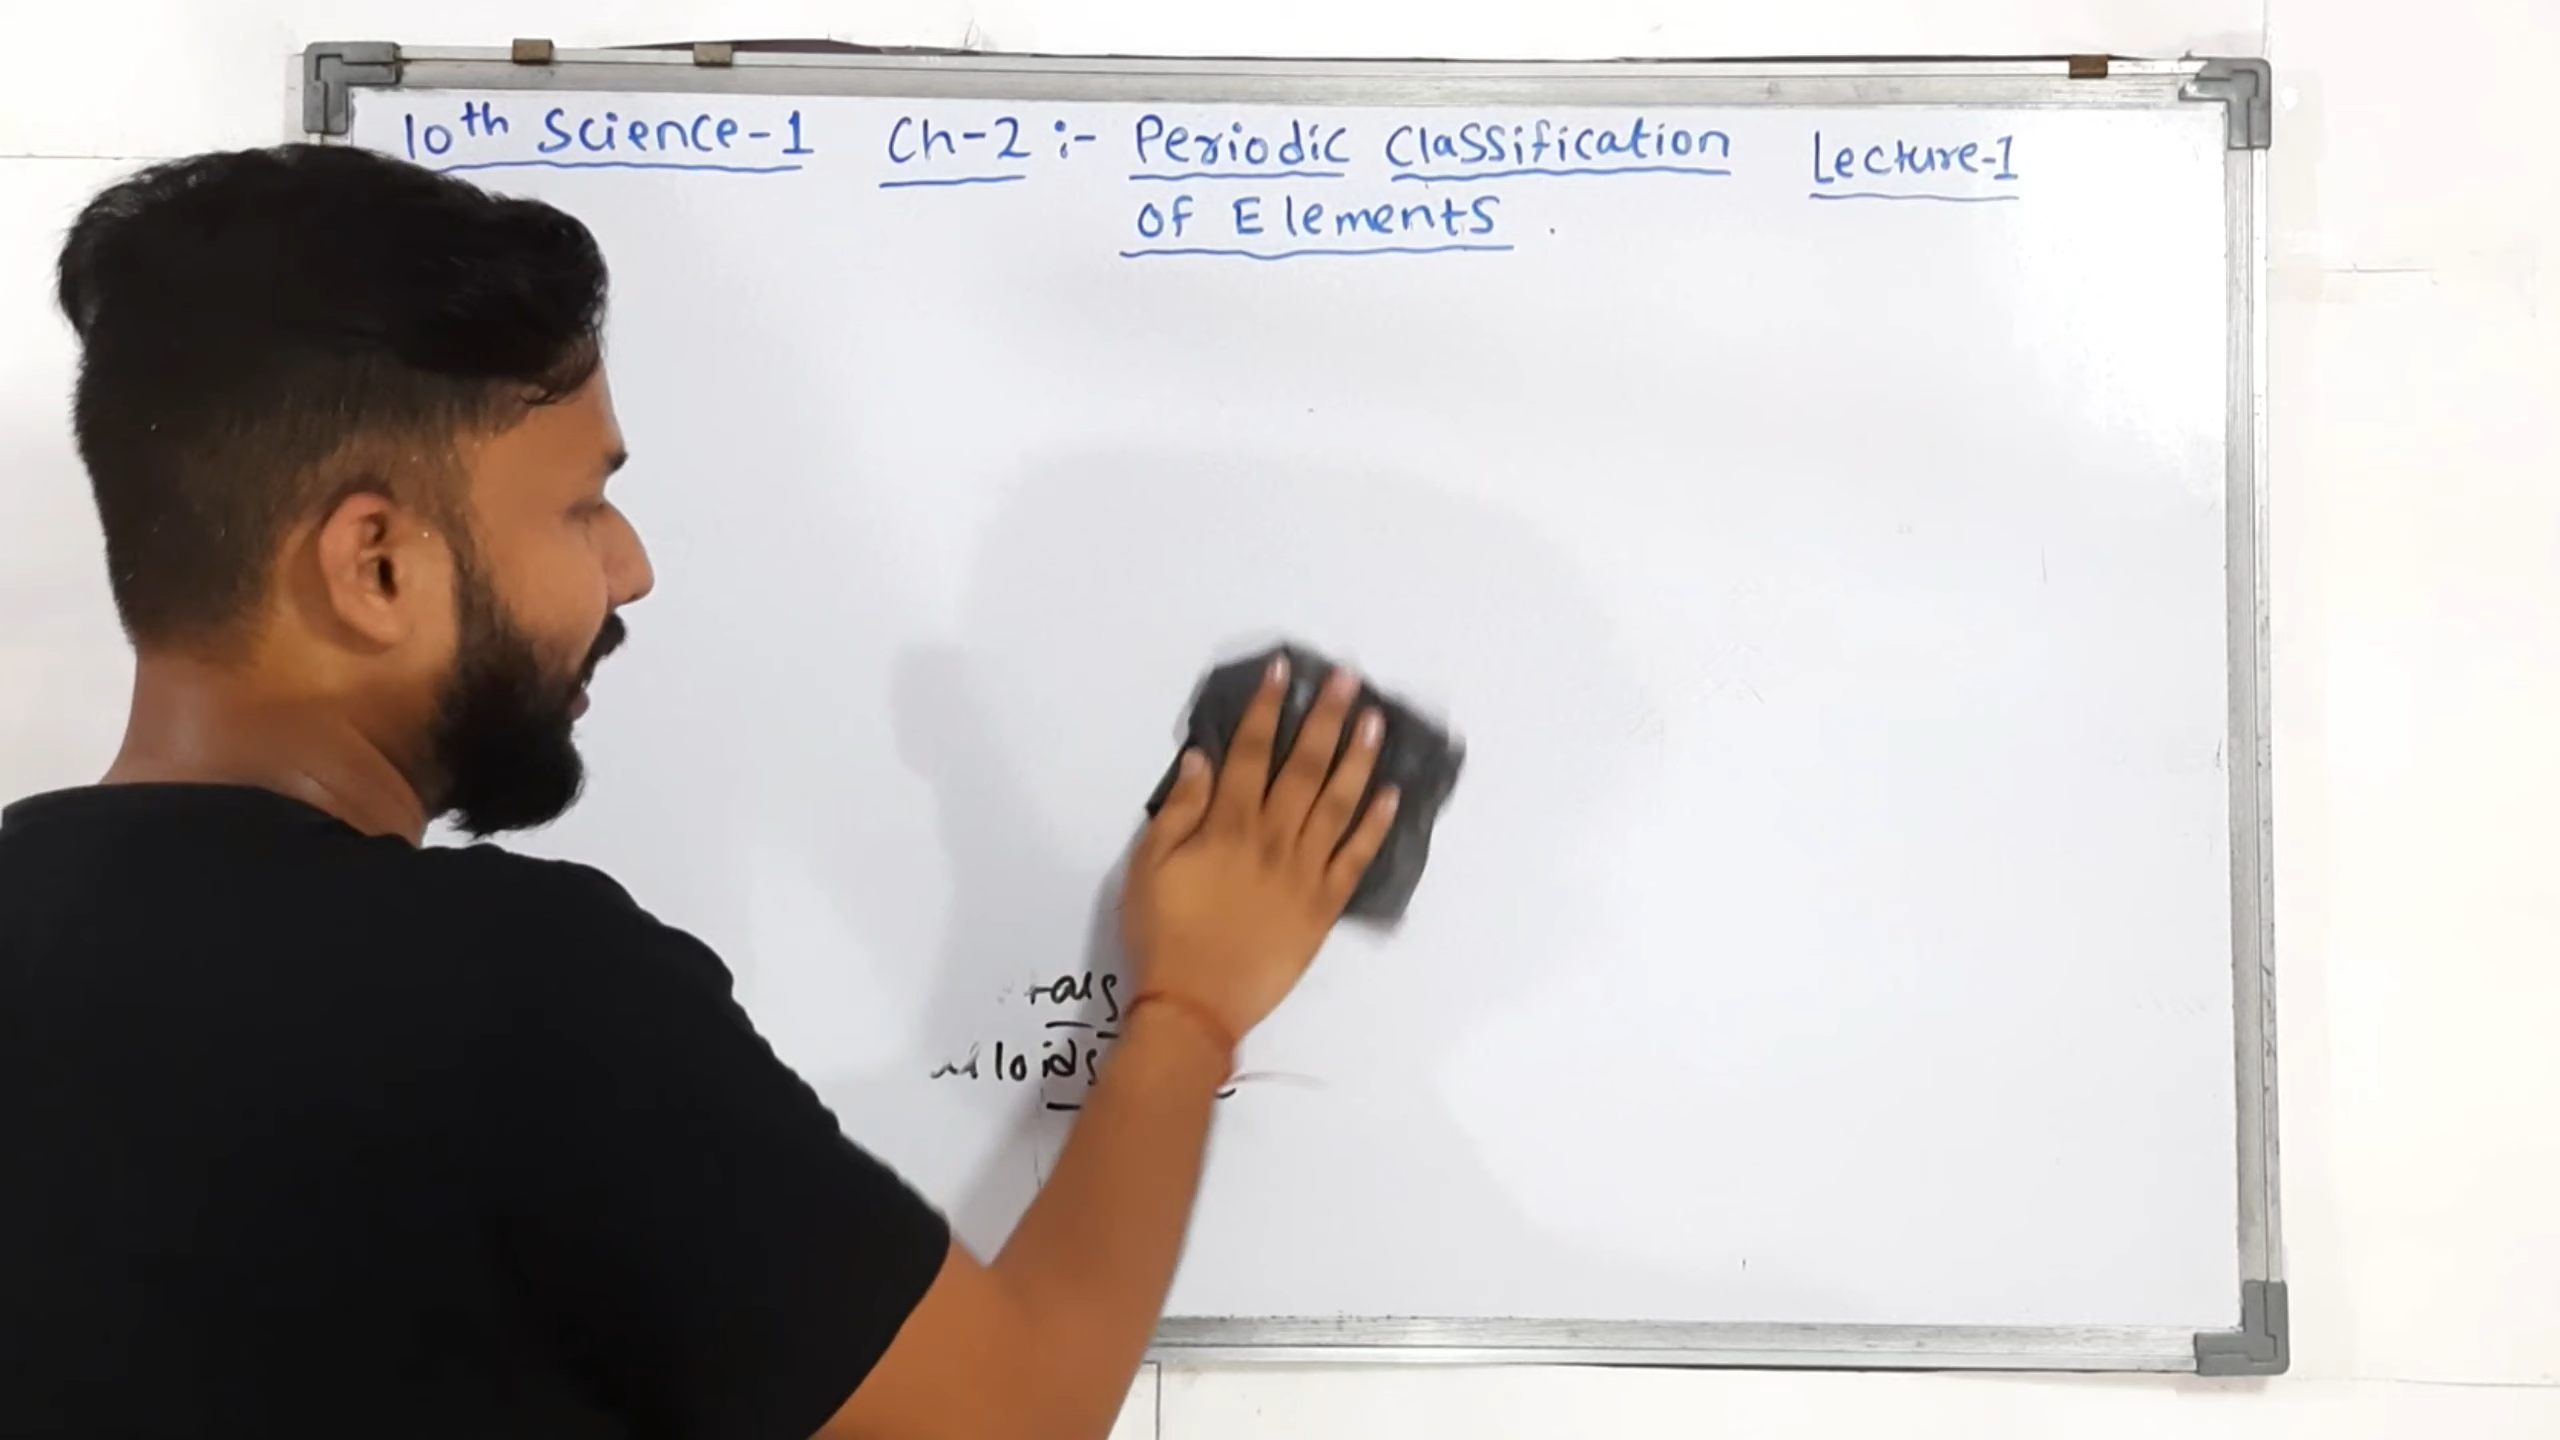 10th Science-1 Ch-2 :- Periodic Classification Lecture-1
of Elements .